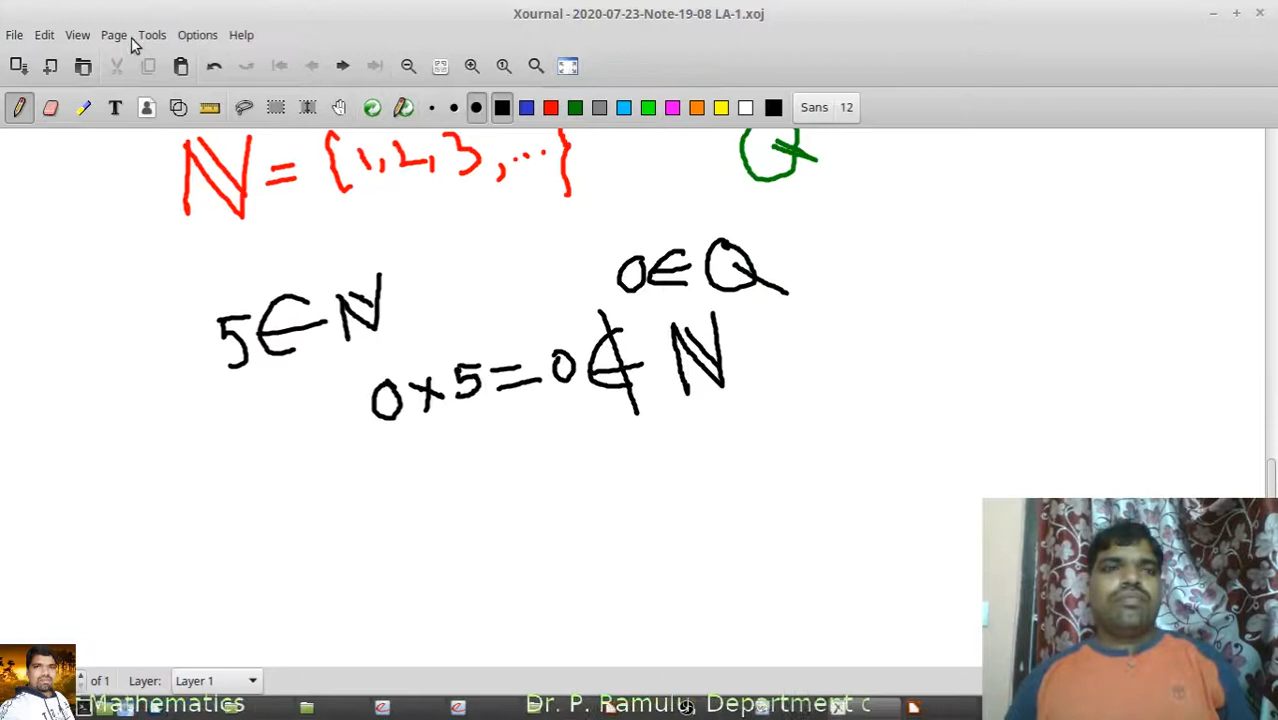 Xournal - 2020-07-23-Note-19-08 LA-1.xoj
File Edit View Page Tools Options Help
Sans 12
N = {1,2,3,...}
Q
0 ∈ Q
5 ∈ N
0 x 5 = 0 ∉ N
of 1 Layer: Layer 1
Mathematics Dr. P. Ramulu, Department